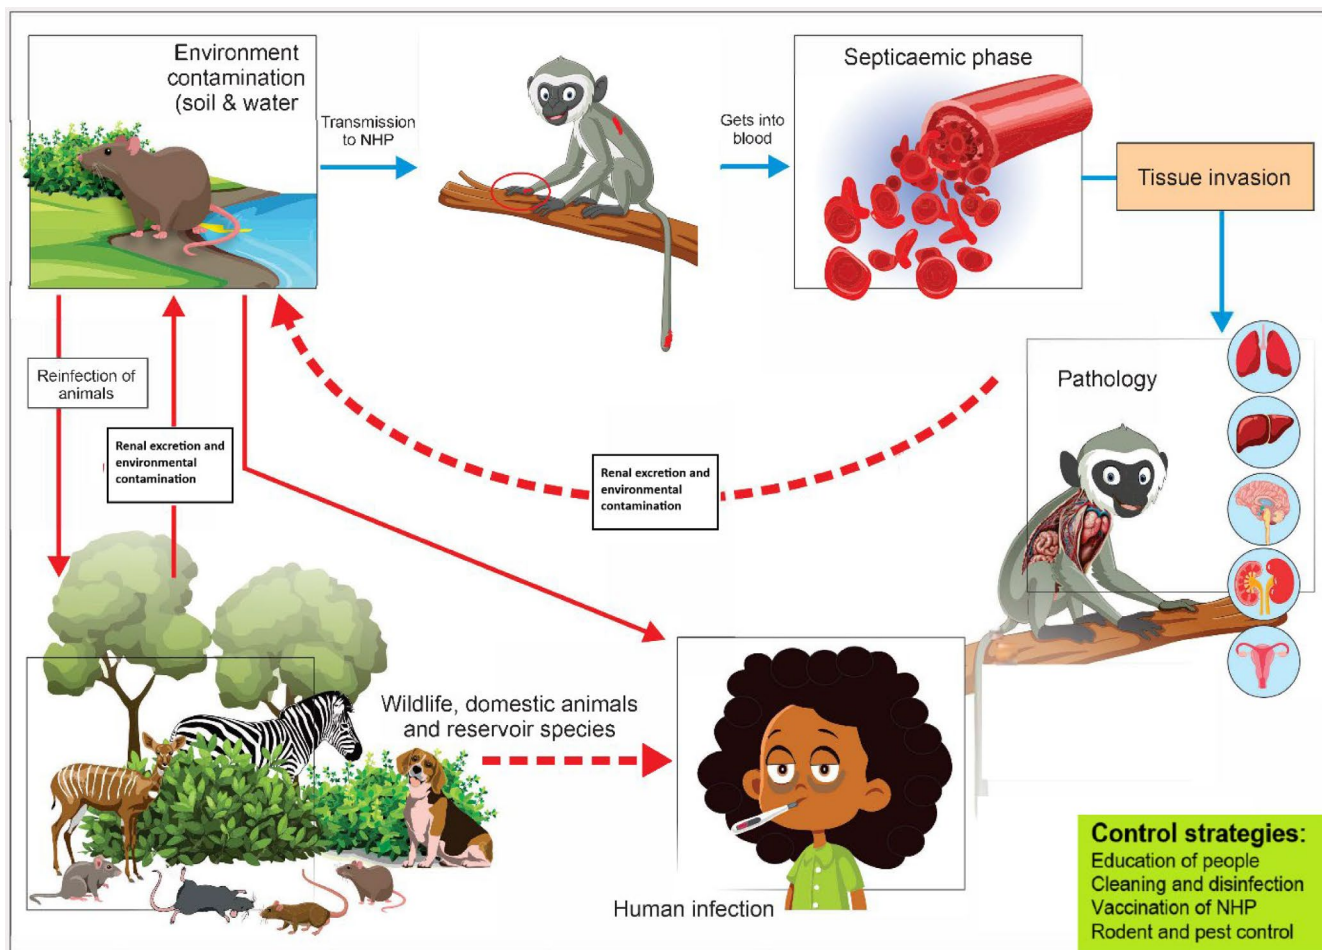 Environment
contamination
(soil & water
Transmission
to NHP
Gets into
blood
Septicaemic phase
Tissue invasion
Reinfection of
animals
Renal excretion and
environmental
contamination
Renal excretion and
environmental
contamination
Pathology
Wildlife, domestic animals
and reservoir species
Human infection
Control strategies:
Education of people
Cleaning and disinfection
Vaccination of NHP
Rodent and pest control